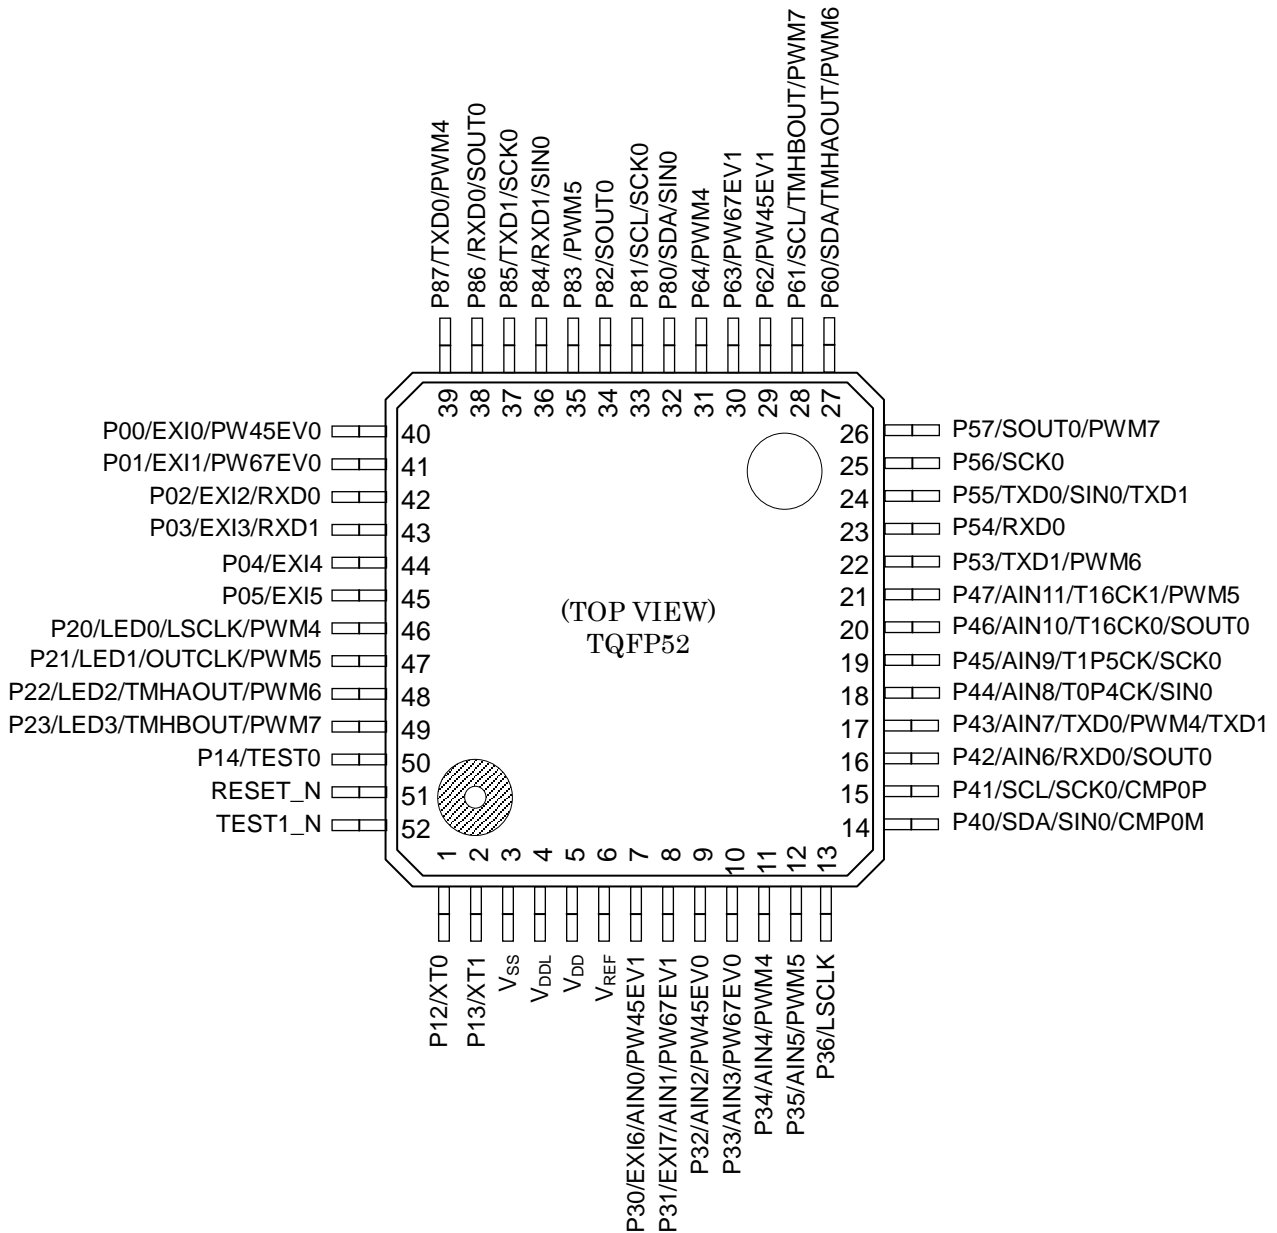 P87/TXD0/PWM4
P86 /RXD0/SOUT0
P85/TXD1/SCK0
P84/RXD1/SIN0
P83 /PWM5
P82/SOUT0
P81/SCL/SCK0
P80/SDA/SIN0
P64/PWM4
P63/PW67EV1
P62/PW45EV1
P61/SCL/TMHBOUT/PWM7
P60/SDA/TMHAOUT/PWM6
39
38
37
36
35
34
33
32
31
30
29
28
27
P00/EXI0/PW45EV0 40
P01/EXI1/PW67EV0 41
P02/EXI2/RXD0 42
P03/EXI3/RXD1 43
P04/EXI4 44
P05/EXI5 45
P20/LED0/LSCLK/PWM4 46
P21/LED1/OUTCLK/PWM5 47
P22/LED2/TMHAOUT/PWM6 48
P23/LED3/TMHBOUT/PWM7 49
P14/TEST0 50
RESET_N 51
TEST1_N 52
(TOP VIEW)
TQFP52
26 P57/SOUT0/PWM7
25 P56/SCK0
24 P55/TXD0/SIN0/TXD1
23 P54/RXD0
22 P53/TXD1/PWM6
21 P47/AIN11/T16CK1/PWM5
20 P46/AIN10/T16CK0/SOUT0
19 P45/AIN9/T1P5CK/SCK0
18 P44/AIN8/T0P4CK/SIN0
17 P43/AIN7/TXD0/PWM4/TXD1
16 P42/AIN6/RXD0/SOUT0
15 P41/SCL/SCK0/CMP0P
14 P40/SDA/SIN0/CMP0M
1
2
3
4
5
6
7
8
9
10
11
12
13
P12/XT0
P13/XT1
VSS
VDDL
VDD
VREF
P30/EXI6/AIN0/PW45EV1
P31/EXI7/AIN1/PW67EV1
P32/AIN2/PW45EV0
P33/AIN3/PW67EV0
P34/AIN4/PWM4
P35/AIN5/PWM5
P36/LSCLK